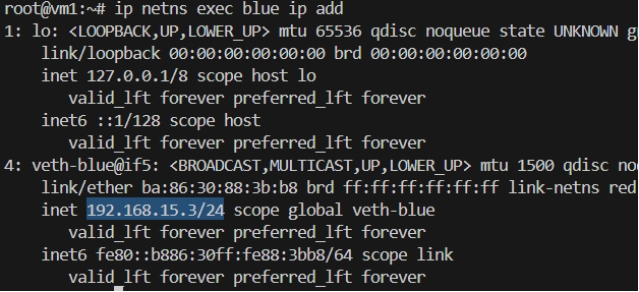 root@vm1:~# ip netns exec blue ip add
1: lo: <LOOPBACK,UP,LOWER_UP> mtu 65536 qdisc noqueue state UNKNOWN
link/loopback 00:00:00:00:00:00 brd 00:00:00:00:00:00
inet 127.0.0.1/8 scope host lo
valid_lft forever preferred_lft forever
inet6 ::1/128 scope host
valid_lft forever preferred_lft forever
4: veth-blue@if5: <BROADCAST,MULTICAST,UP,LOWER_UP> mtu 1500 qdisc no
link/ether ba:86:30:88:3b:b8 brd ff:ff:ff:ff:ff:ff link-netns red
inet 192.168.15.3/24 scope global veth-blue
valid_lft forever preferred_lft forever
inet6 fe80::b886:30ff:fe88:3bb8/64 scope link
valid_lft forever preferred_lft forever